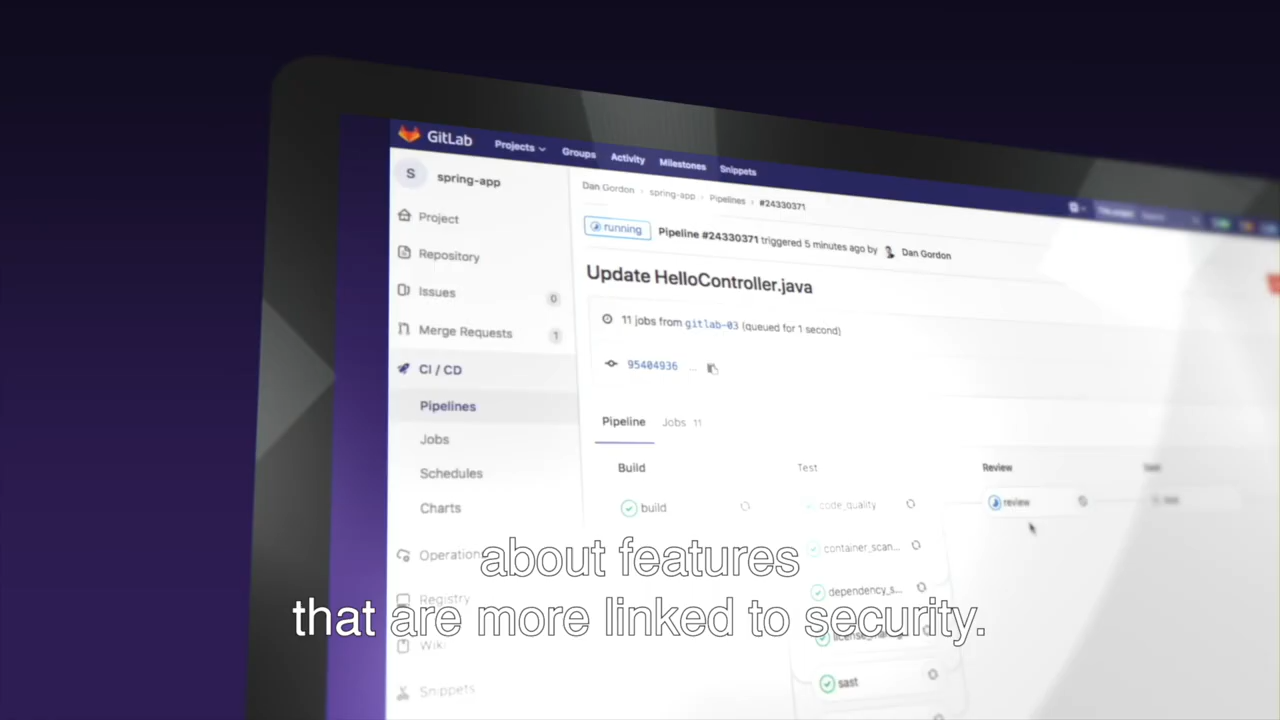 GitLab
Projects Groups Activity Milestones Snippets
S spring-app
Dan Gordon > spring-app > Pipelines > #24330371
Project
running Pipeline #24330371 triggered 5 minutes ago by Dan Gordon
Repository
Update HelloController.java
Issues 0
11 jobs from gitlab-03 (queued for 1 second)
Merge Requests 1
95404936 ...
CI / CD
Pipelines
Pipeline Jobs 11
Jobs
Build Test Review
Schedules
build code_quality review
Charts
container_scan...
Operations
dependency_s...
about features
Registry
that are more linked to security.
Wiki
sast
Snippets